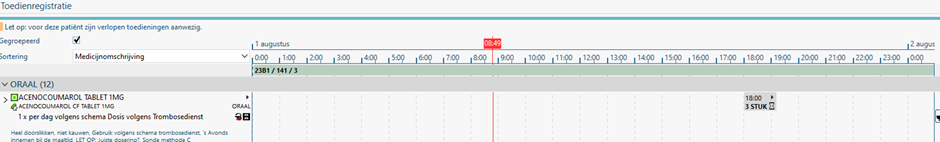 Toedienregistratie
Let op: voor deze patiënt zijn verlopen toedieningen aanwezig.
Gegroepeerd
Sortering Medicijnomschrijving
08:49
1 augustus 2 augus
0:00 1:00 2:00 3:00 4:00 5:00 6:00 7:00 8:00 9:00 10:00 11:00 12:00 13:00 14:00 15:00 16:00 17:00 18:00 19:00 20:00 21:00 22:00 23:00 0:00
23B1 / 141 / 3
ORAAL (12)
ACENOCOUMAROL TABLET 1MG 18:00
ACENOCOUMAROL CF TABLET 1MG ORAAL 3 STUK
1 x per dag volgens schema Dosis volgens Trombosedienst
Heel doorslikken, niet kauwen, Gebruik volgens schema trombosedienst, 's Avonds
innemen bij de maaltijd. LET OP: Juiste dosering?. Sonde methode C